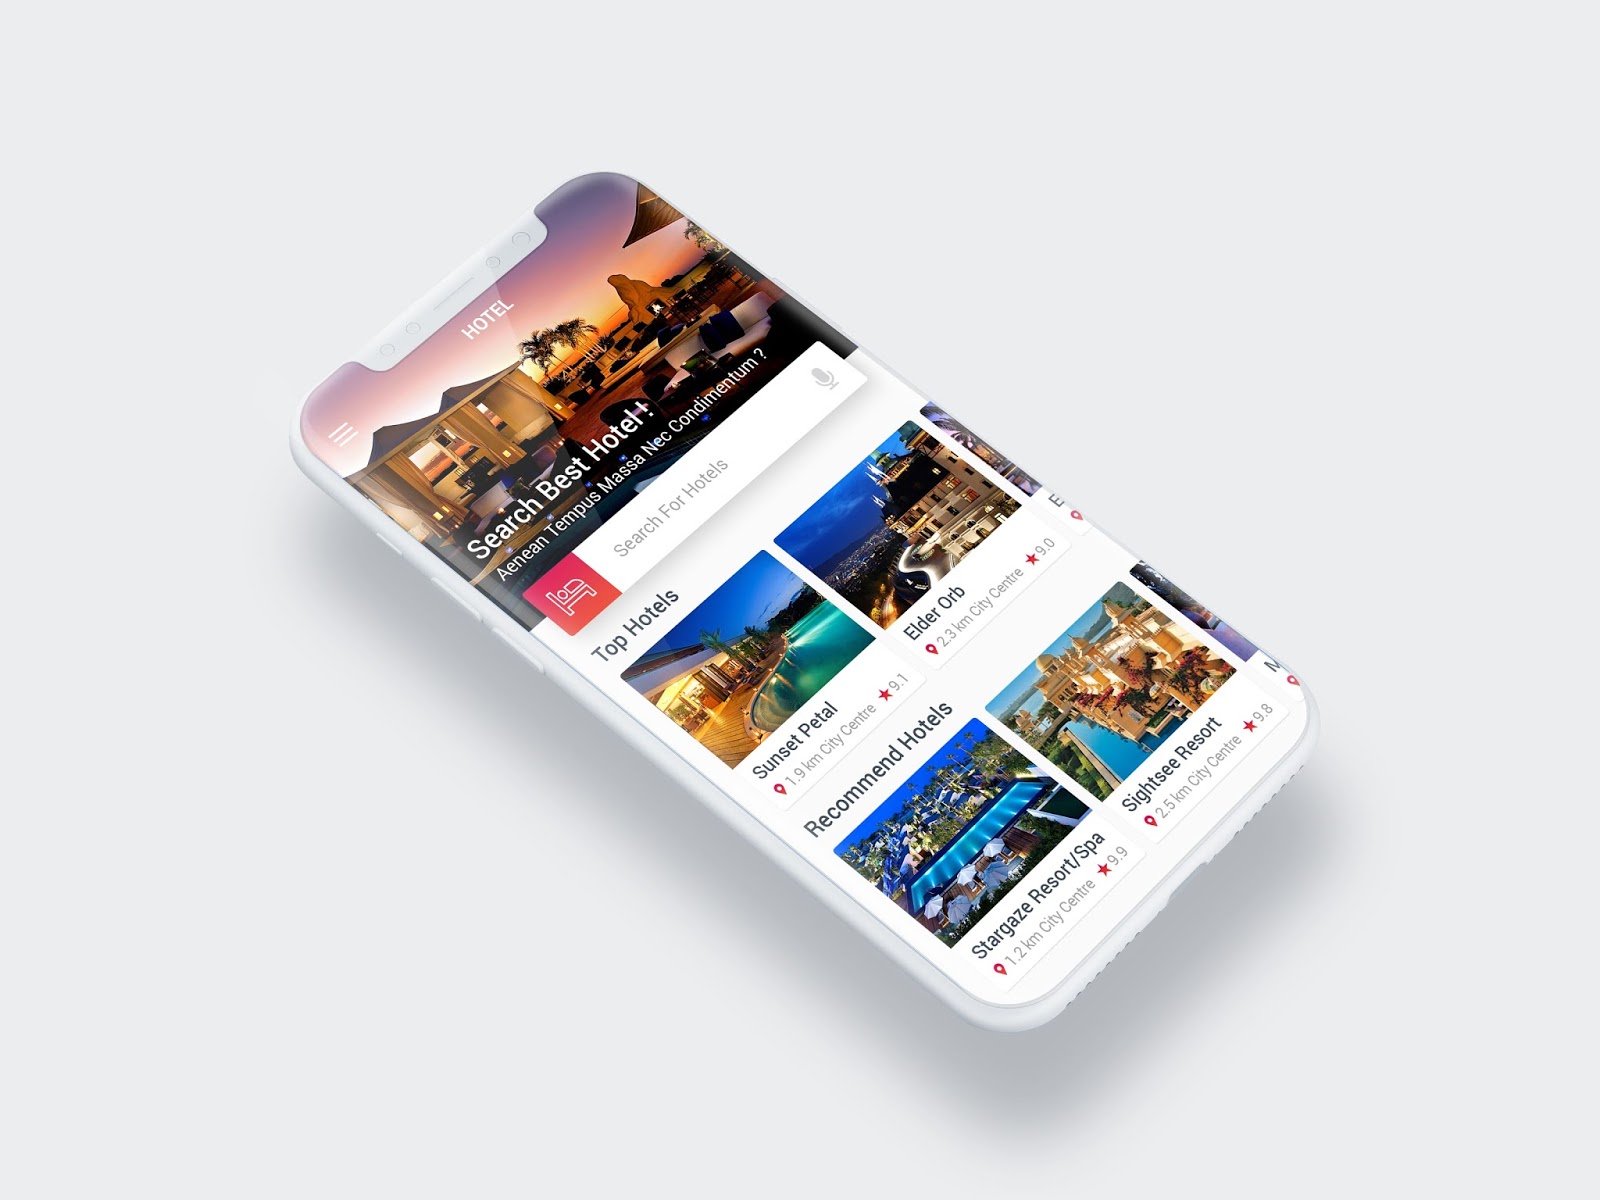 HOTEL
Search Best Hotel !
Aenean Tempus Massa Nec Condimentum ?
Search For Hotels
Top Hotels
Sunset Petal
1.9 km City Centre 9.1
Elder Orb
2.3 km City Centre 9.0
E
Recommend Hotels
Stargaze Resort/Spa
1.2 km City Centre 9.9
Sightsee Resort
2.5 km City Centre 9.8
M